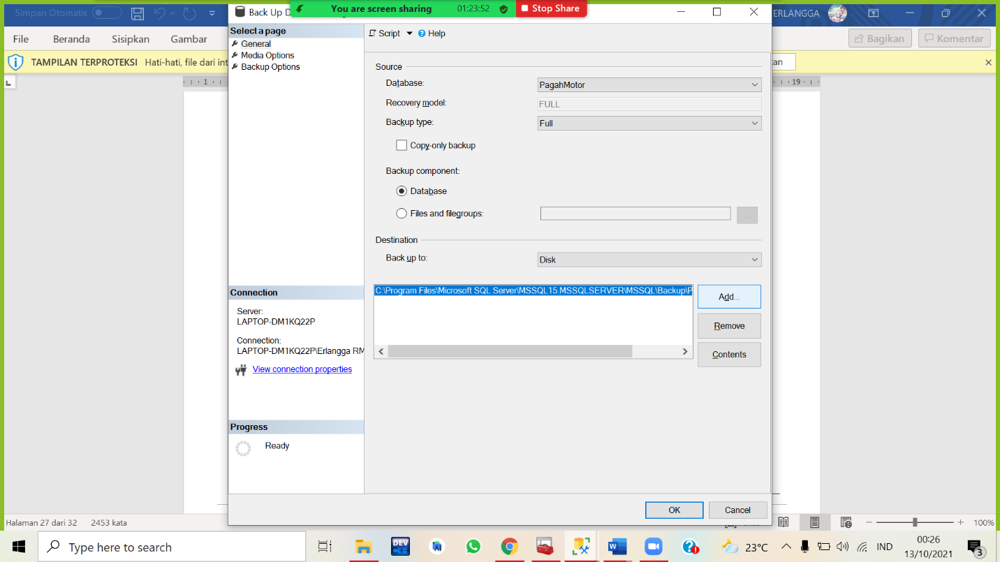 Simpan Otomatis
Back Up D
You are screen sharing
01:23:52
Stop Share
ERLANGGA
File
Beranda
Sisipkan
Gambar
Bagikan
Komentar
TAMPILAN TERPROTEKSI
Hati-hati, file dari int
tan
1
19
Select a page
General
Media Options
Backup Options
Script
Help
Source
Database:
PagahMotor
Recovery model:
FULL
Backup type:
Full
Copy-only backup
Backup component:
Database
Files and filegroups:
...
Destination
Back up to:
Disk
C:\Program Files\Microsoft SQL Server\MSSQL15.MSSQLSERVER\MSSQL\Backup\P
Add...
Remove
Contents
Connection
Server:
LAPTOP-DM1KQ22P
Connection:
LAPTOP-DM1KQ22P\Erlangga RM
View connection properties
Progress
Ready
OK
Cancel
Halaman 27 dari 32
2453 kata
100%
Type here to search
DEV
C++
23°C
IND
00:26
13/10/2021
3